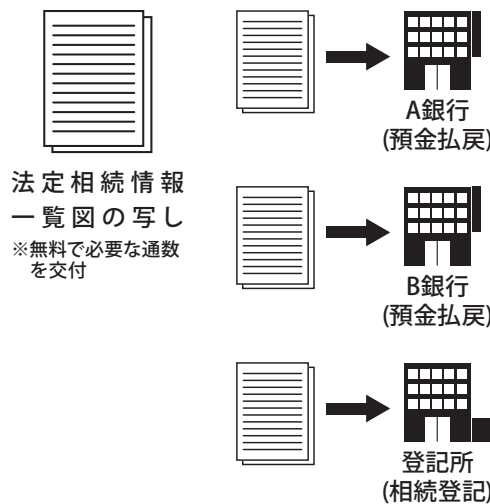 法定相続情報
一覧図の写し
※無料で必要な通数
を交付
A銀行
(預金払戻)
B銀行
(預金払戻)
登記所
(相続登記)